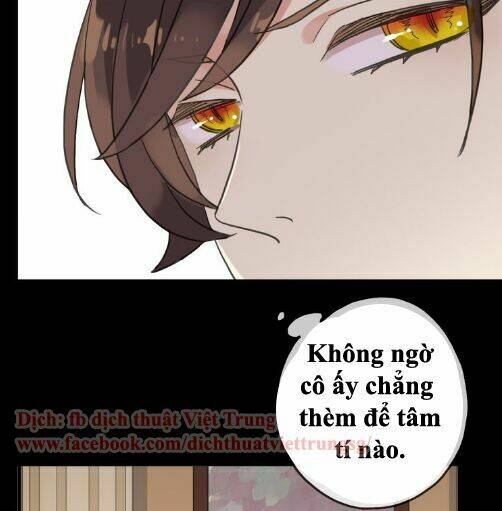 Không ngờ
cô ấy chẳng
thèm để tâm
tí nào.
Dịch: fb dịch thuật Việt Trung
www.facebook.com/dichthuatviettrungsg/